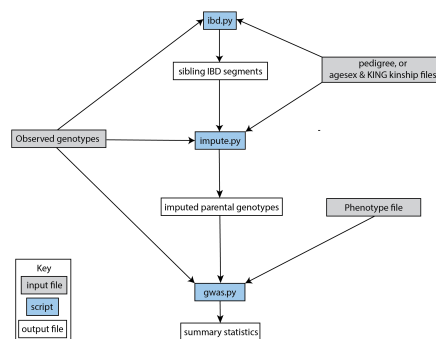 ibd.py
pedigree, or
agesex & KING kinship files
sibling IBD segments
Observed genotypes
impute.py
imputed parental genotypes
Phenotype file
Key
input file
script
output file
gwas.py
summary statistics